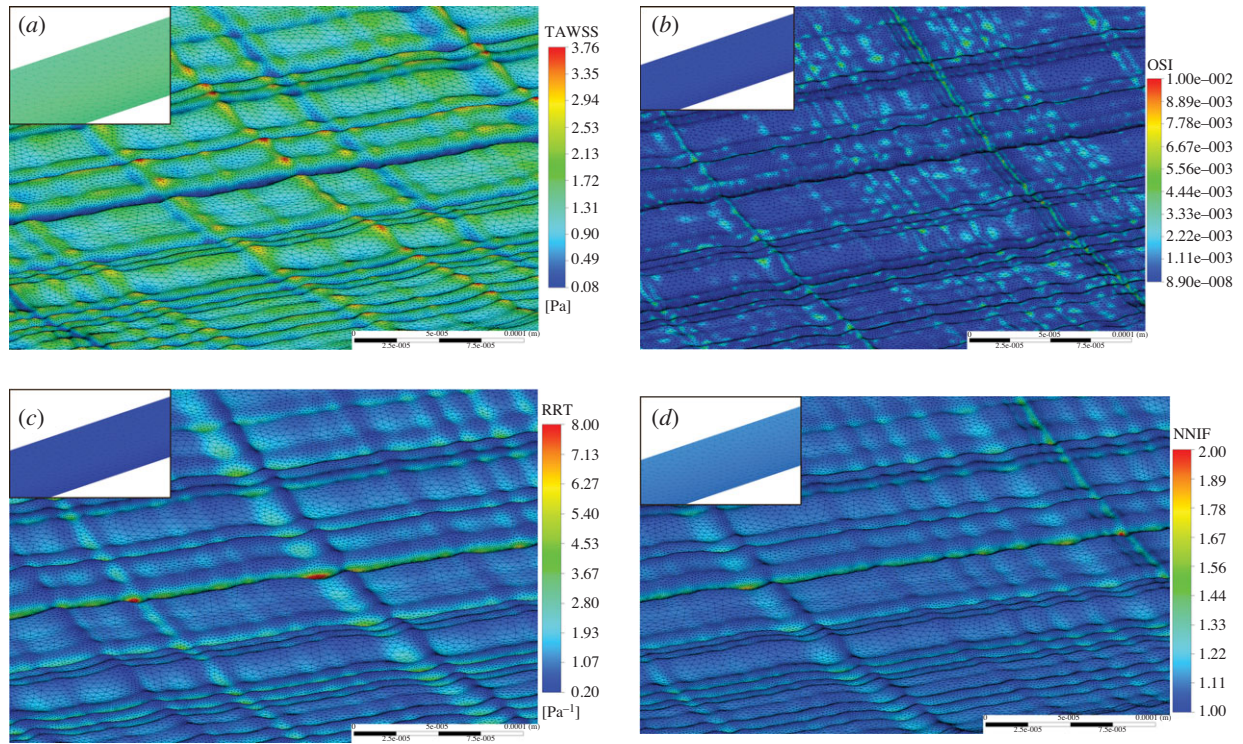 (a)
TAWSS
3.76
3.35
2.94
2.53
2.13
1.72
1.31
0.90
0.49
0.08
[Pa]
0 5e-005 0.0001 (m)
2.5e-005 7.5e-005
(b)
OSI
1.00e–002
8.89e–003
7.78e–003
6.67e–003
5.56e–003
4.44e–003
3.33e–003
2.22e–003
1.11e–003
8.90e–008
0 5e-005 0.0001 (m)
2.5e-005 7.5e-005
(c)
RRT
8.00
7.13
6.27
5.40
4.53
3.67
2.80
1.93
1.07
0.20
[Pa⁻¹]
0 5e-005 0.0001 (m)
2.5e-005 7.5e-005
(d)
NNIF
2.00
1.89
1.78
1.67
1.56
1.44
1.33
1.22
1.11
1.00
0 5e-005 0.0001 (m)
2.5e-005 7.5e-005